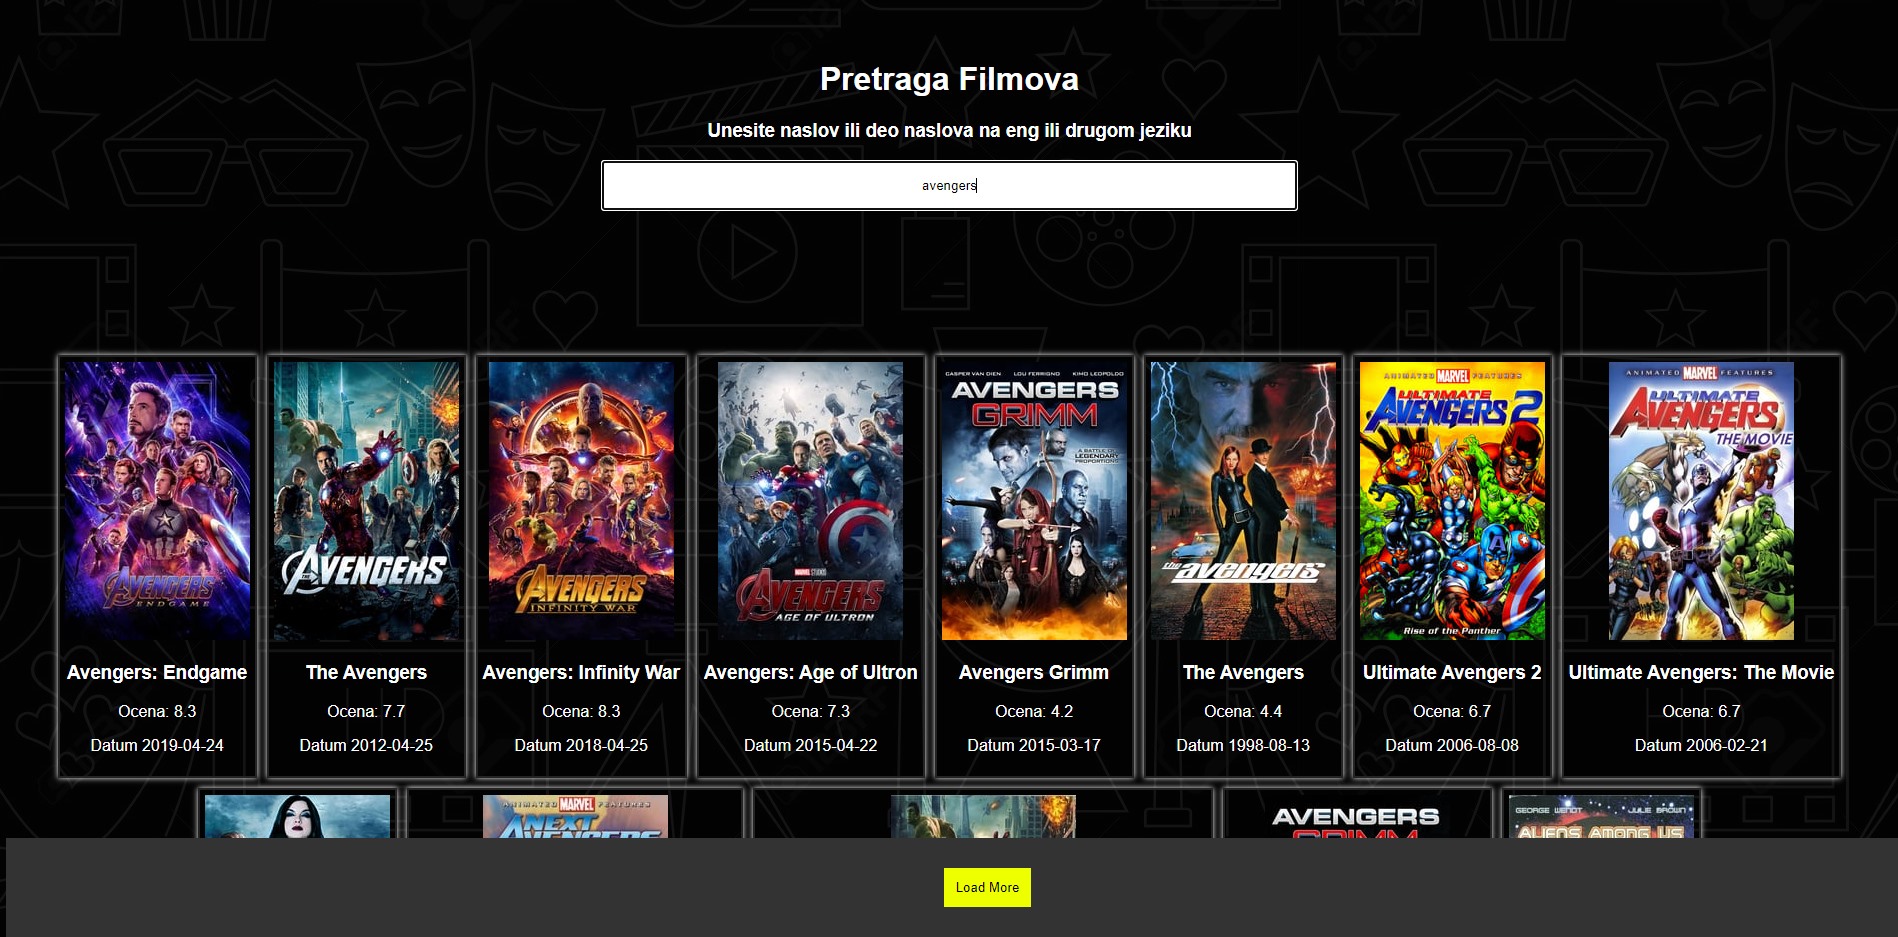 Pretraga Filmova
Unesite naslov ili deo naslova na eng ili drugom jeziku
avengers
AVENGERS
ENDGAME
THE AVENGERS
AVENGERS
INFINITY WAR
MARVEL STUDIOS
AVENGERS
AGE OF ULTRON
CASPER VAN DIEN LOU FERRIGNO KIMO LEOPOLDO
AVENGERS
GRIMM
A BATTLE OF
LEGENDARY
PROPORTIONS
the avengers
ANIMATED MARVEL FEATURES
ULTIMATE
AVENGERS 2
Rise of the Panther
ANIMATED MARVEL FEATURES
ULTIMATE
AVENGERS
THE MOVIE
Avengers: Endgame
Ocena: 8.3
Datum 2019-04-24
The Avengers
Ocena: 7.7
Datum 2012-04-25
Avengers: Infinity War
Ocena: 8.3
Datum 2018-04-25
Avengers: Age of Ultron
Ocena: 7.3
Datum 2015-04-22
Avengers Grimm
Ocena: 4.2
Datum 2015-03-17
The Avengers
Ocena: 4.4
Datum 1998-08-13
Ultimate Avengers 2
Ocena: 6.7
Datum 2006-08-08
Ultimate Avengers: The Movie
Ocena: 6.7
Datum 2006-02-21
ANIMATED MARVEL FEATURES
NEXT
AVENGERS
AVENGERS
GRIMM
GEORGE WENDT JULIE BROWN
ALIENS AMONG US
Load More